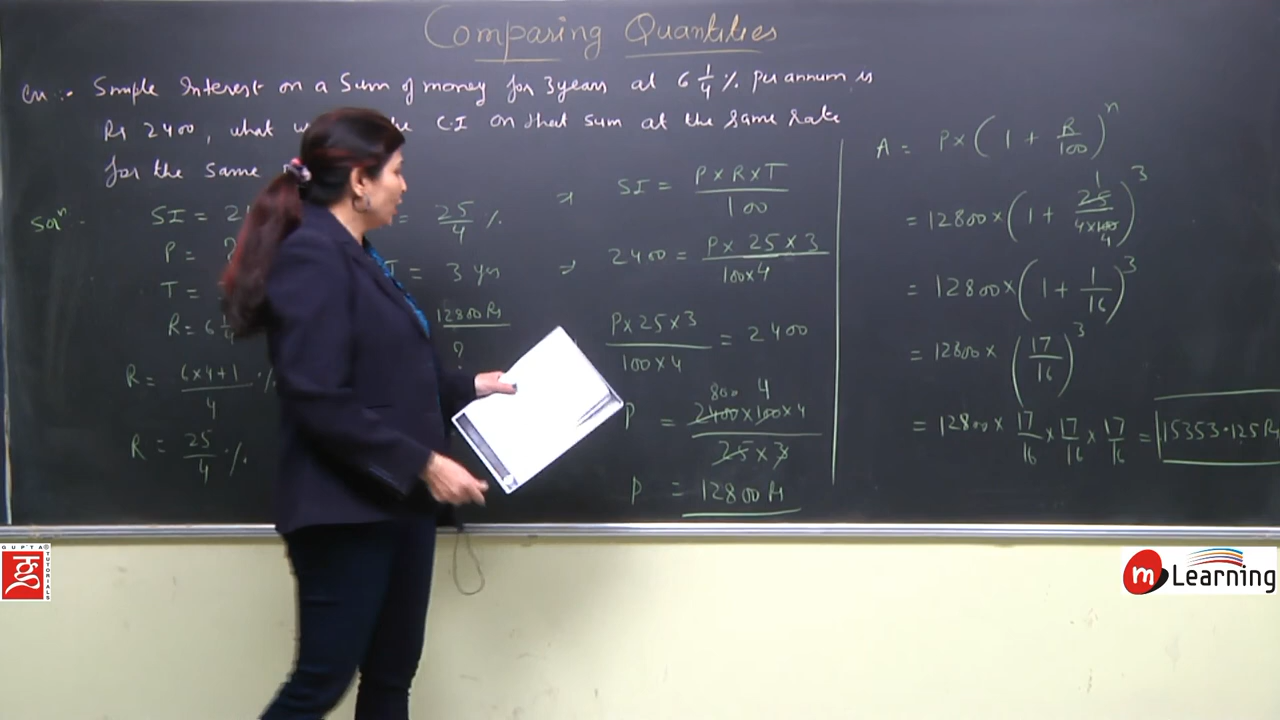 Comparing Quantities
Simple Interest on a Sum of money for 3 years at 6 1/4 % per annum is
Rs 2400, what C.I on that sum at the same rate
for the same
Solⁿ -
SI =
P =
T =
R = 6
R = (6×4+1)/4 %
R = 25/4 %
= 25/4 %
T = 3 yrs
12800 Rs
?
⇒ SI = (P × R × T)/100
⇒ 2400 = (P × 25 × 3)/(100×4)
(P×25×3)/(100×4) = 2400
800 4
P = (2400×100×4)/(25×3)
P = 12800 Rs
A = P× (1 + R/100)ⁿ
1
= 12800× (1 + 25/(4×100))³
4
= 12800× (1 + 1/16)³
= 12800× (17/16)³
= 12800 × 17/16 × 17/16 × 17/16 = 15353.125 Rs
GUPTA
TUTORIALS
m Learning